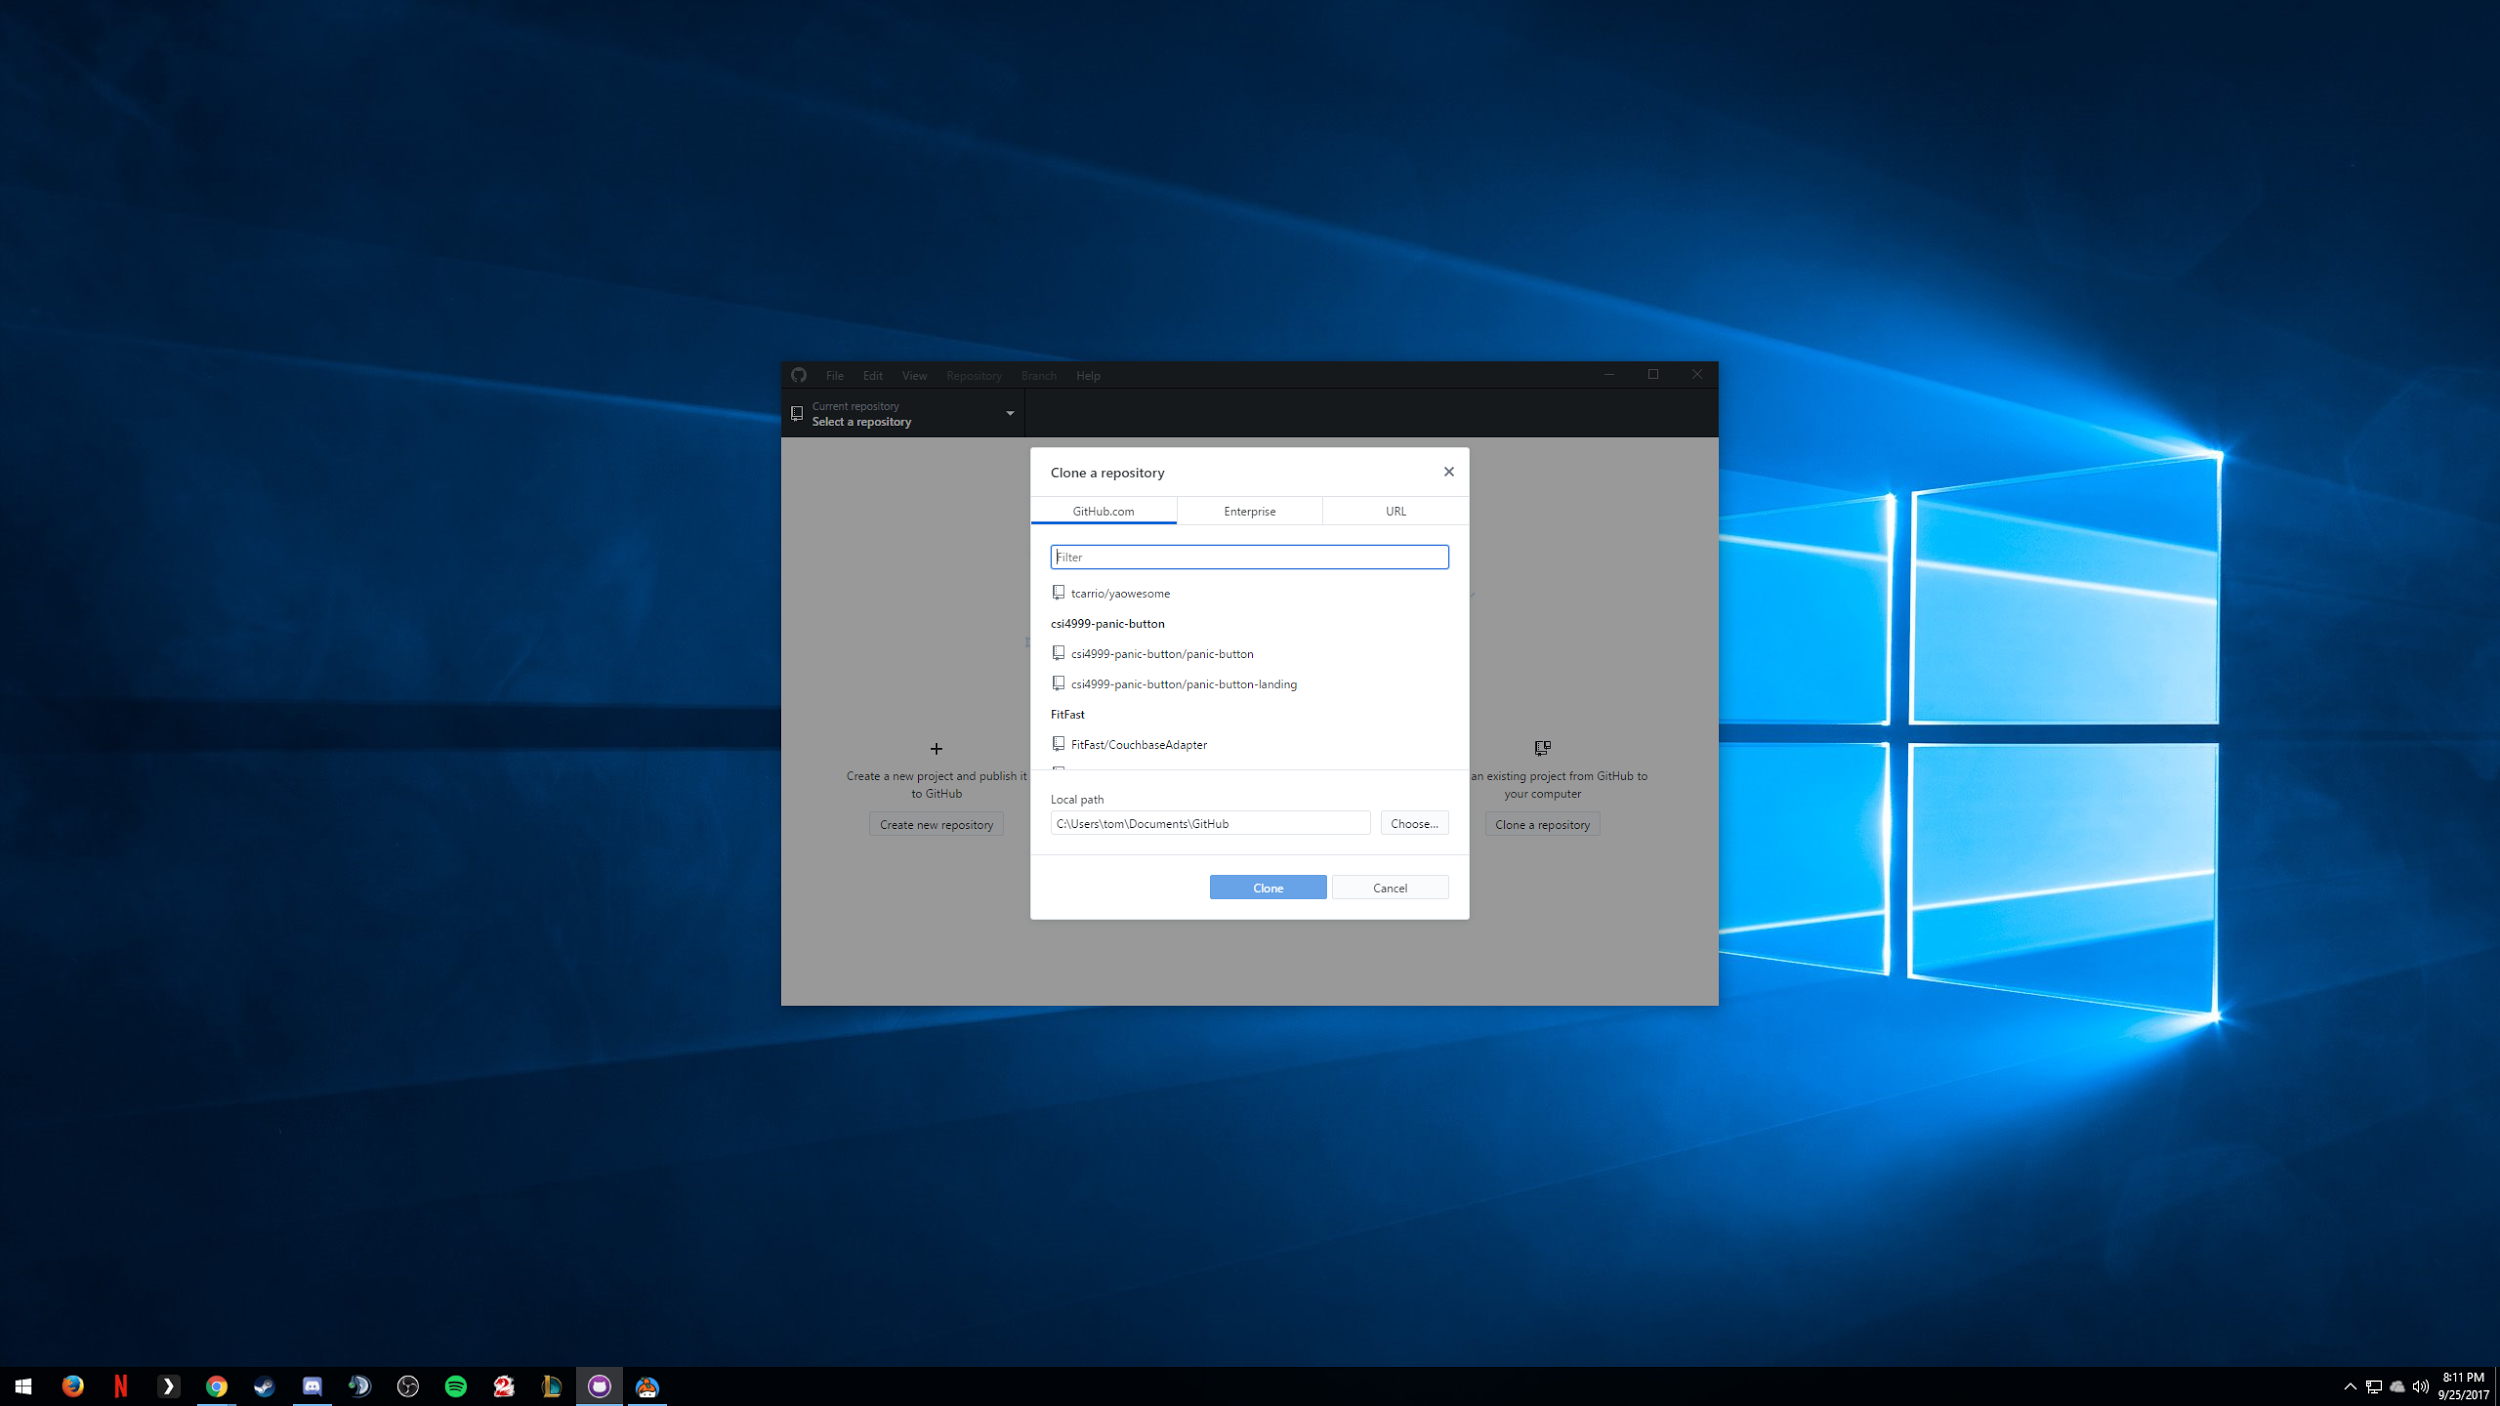 File Edit View Repository Branch Help
Current repository
Select a repository
Clone a repository
GitHub.com Enterprise URL
Filter
tcarrio/yaowesome
csi4999-panic-button
csi4999-panic-button/panic-button
csi4999-panic-button/panic-button-landing
FitFast
FitFast/CouchbaseAdapter
Create a new project and publish it
to GitHub
Create new repository
an existing project from GitHub to
your computer
Clone a repository
Local path
C:\Users\tom\Documents\GitHub
Choose...
Clone Cancel
8:11 PM
9/25/2017